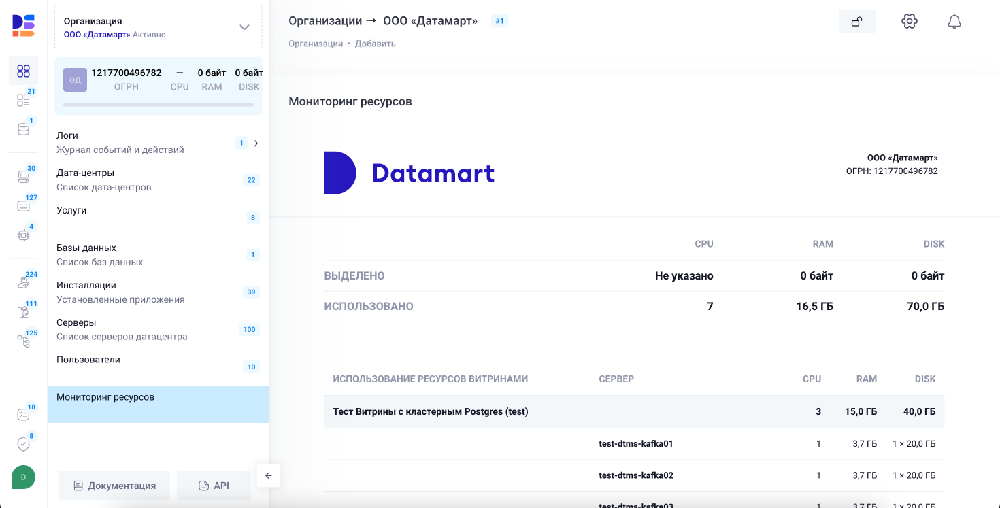 Организация
ООО «Датамарт» Активно
ОД
1217700496782 — 0 байт 0 байт
ОГРН CPU RAM DISK
21
1
30
127
4
224
111
125
18
8
D
Логи
Журнал событий и действий
1
Дата-центры
Список дата-центров
22
Услуги
8
Базы данных
Список баз данных
1
Инсталляции
Установленные приложения
39
Серверы
Список серверов датацентра
100
Пользователи
10
Мониторинг ресурсов
Документация
API
Организации → ООО «Датамарт» #1
Организации • Добавить
Мониторинг ресурсов
Datamart
ООО «Датамарт»
ОГРН: 1217700496782
CPU RAM DISK
ВЫДЕЛЕНО Не указано 0 байт 0 байт
ИСПОЛЬЗОВАНО 7 16,5 ГБ 70,0 ГБ
ИСПОЛЬЗОВАНИЕ РЕСУРСОВ ВИТРИНАМИ СЕРВЕР CPU RAM DISK
Тест Витрины с кластерным Postgres (test) 3 15,0 ГБ 40,0 ГБ
test-dtms-kafka01 1 3,7 ГБ 1 × 20,0 ГБ
test-dtms-kafka02 1 3,7 ГБ 1 × 20,0 ГБ
test-dtms-kafka03 1 3,7 ГБ 1 × 20,0 ГБ